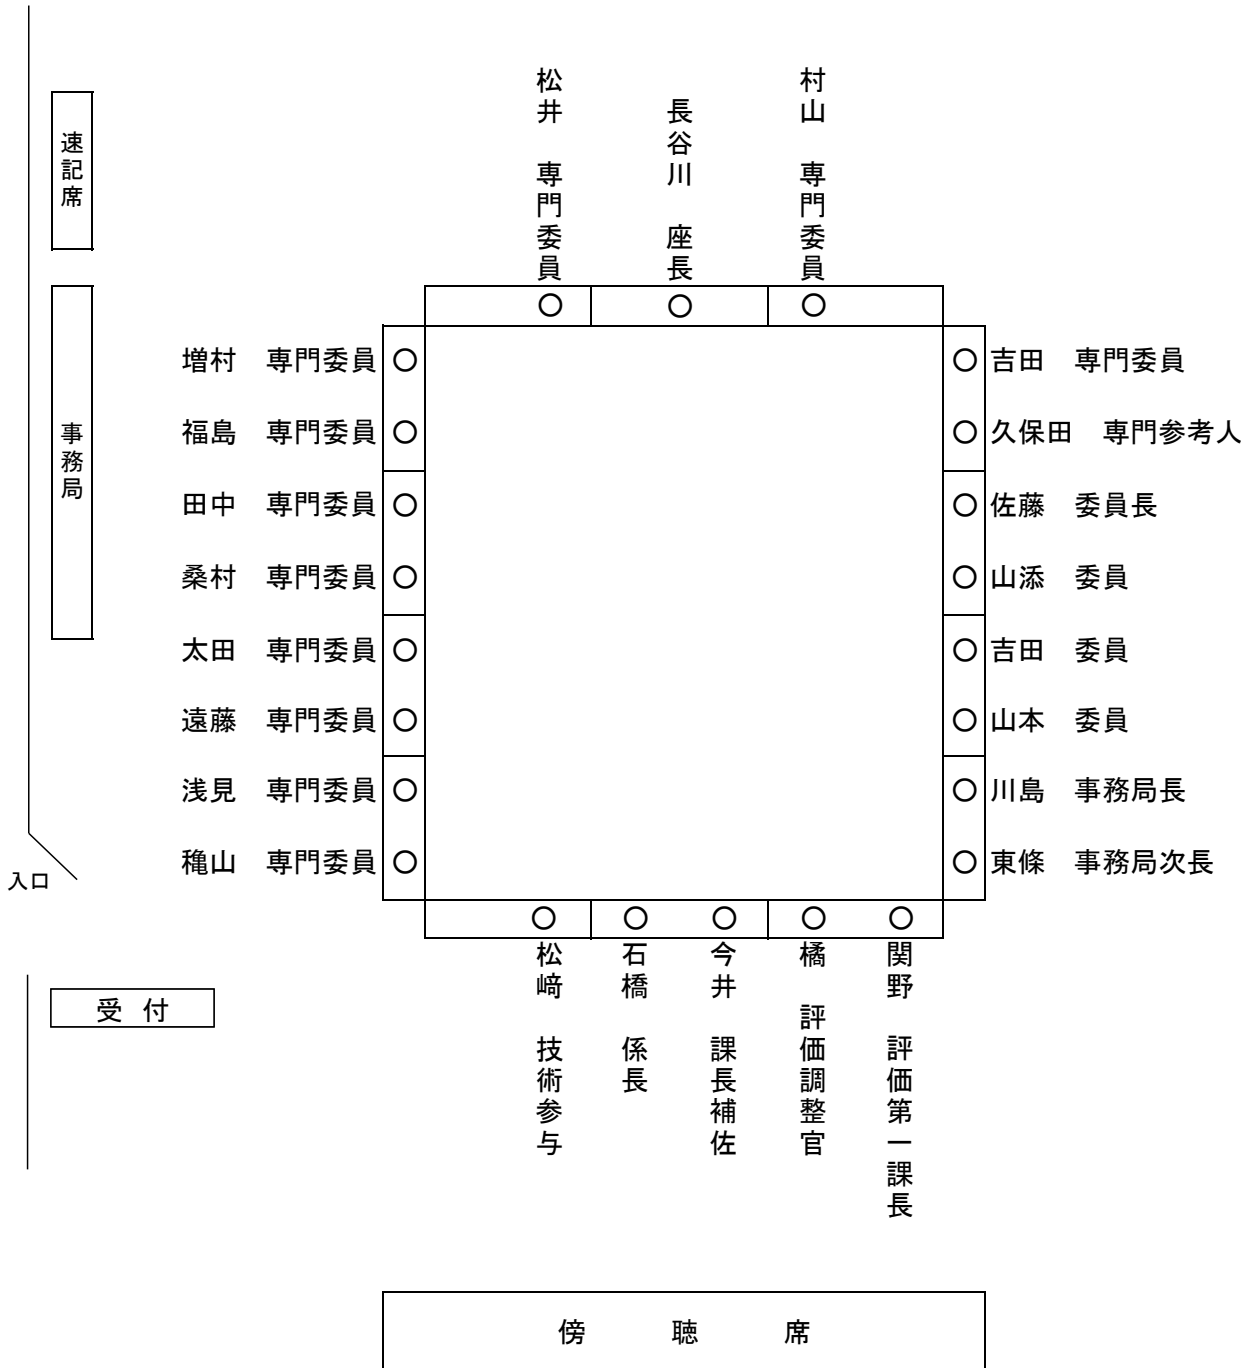 松井　専門委員
長谷川　座長
村山　専門委員
速記席
事務局
増村　専門委員
福島　専門委員
田中　専門委員
桑村　専門委員
太田　専門委員
遠藤　専門委員
浅見　専門委員
穐山　専門委員
吉田　専門委員
久保田　専門参考人
佐藤　委員長
山添　委員
吉田　委員
山本　委員
川島　事務局長
東條　事務局次長
入口
受付
松﨑　技術参与
石橋　係長
今井　課長補佐
橘　評価調整官
関野　評価第一課長
傍聴席